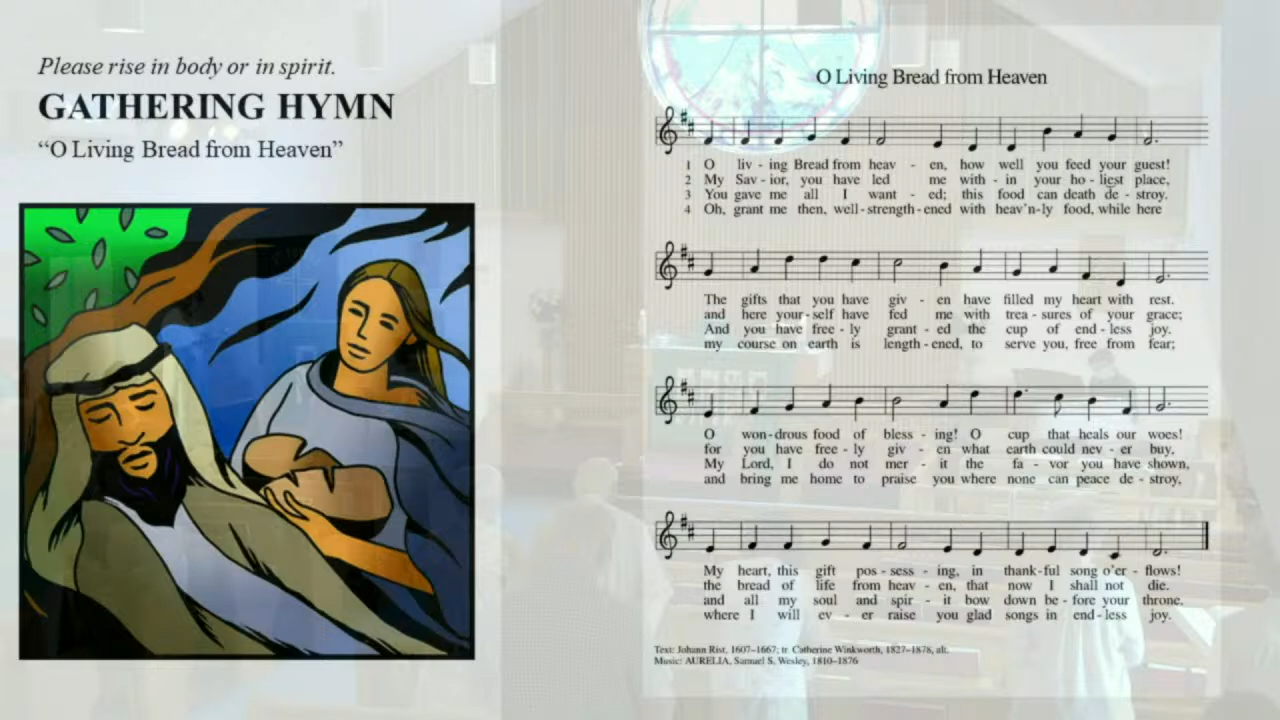 Please rise in body or in spirit.
GATHERING HYMN
“O Living Bread from Heaven”
O Living Bread from Heaven
1 O liv - ing Bread from heav - en, how well you feed your guest!
2 My Sav - ior, you have led me with - in your ho - liest place,
3 You gave me all I want - ed; this food can death de - stroy.
4 Oh, grant me then, well - strength - ened with heav'n-ly food, while here
The gifts that you have giv - en have filled my heart with rest.
and here your - self have fed me with trea - sures of your grace;
And you have free - ly grant - ed the cup of end - less joy.
my course on earth is length - ened, to serve you, free from fear;
O won - drous food of bless - ing! O cup that heals our woes!
for you have free - ly giv - en what earth could nev - er buy,
My Lord, I do not mer - it the fa - vor you have shown,
and bring me home to praise you where none can peace de - stroy,
My heart, this gift pos - sess - ing, in thank - ful song o'er - flows!
the bread of life from heav - en, that now I shall not die.
and all my soul and spir - it bow down be - fore your throne.
where I will ev - er raise you glad songs in end - less joy.
Text: Johann Rist, 1607–1667; tr. Catherine Winkworth, 1827–1878, alt.
Music: AURELIA, Samuel S. Wesley, 1810–1876